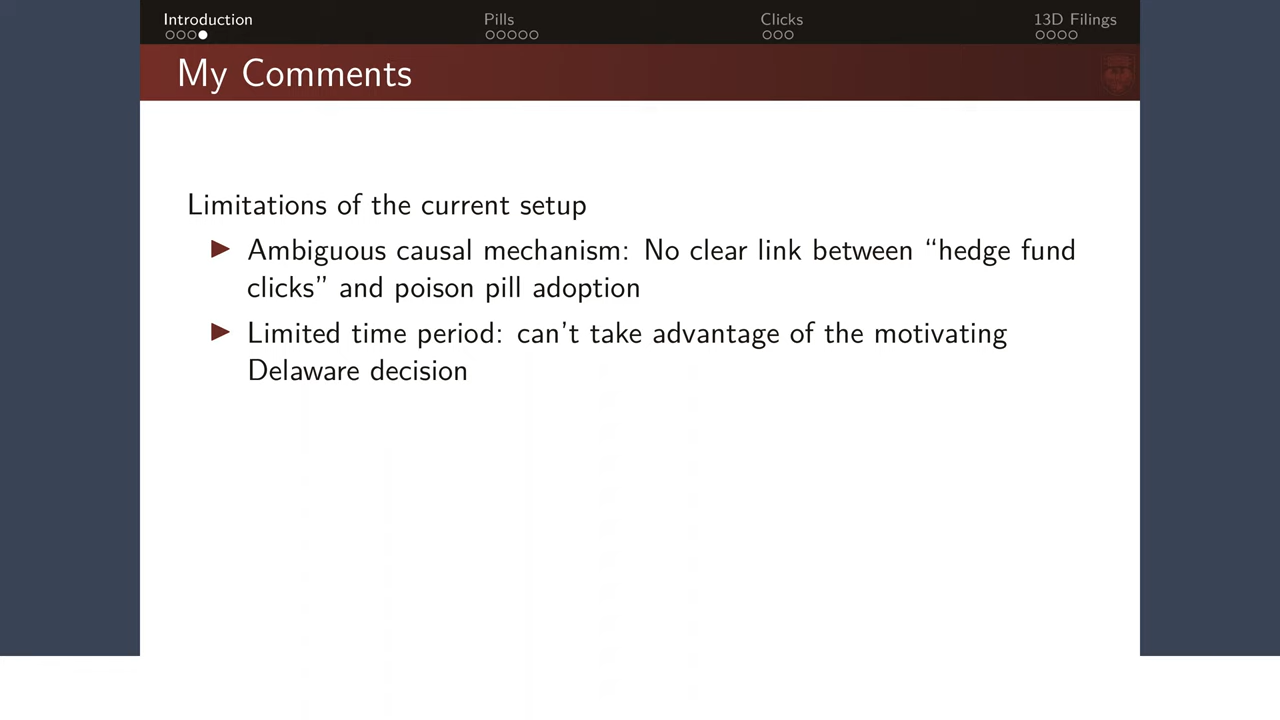 Introduction Pills Clicks 13D Filings
My Comments
Limitations of the current setup
Ambiguous causal mechanism: No clear link between “hedge fund
clicks” and poison pill adoption
Limited time period: can’t take advantage of the motivating
Delaware decision